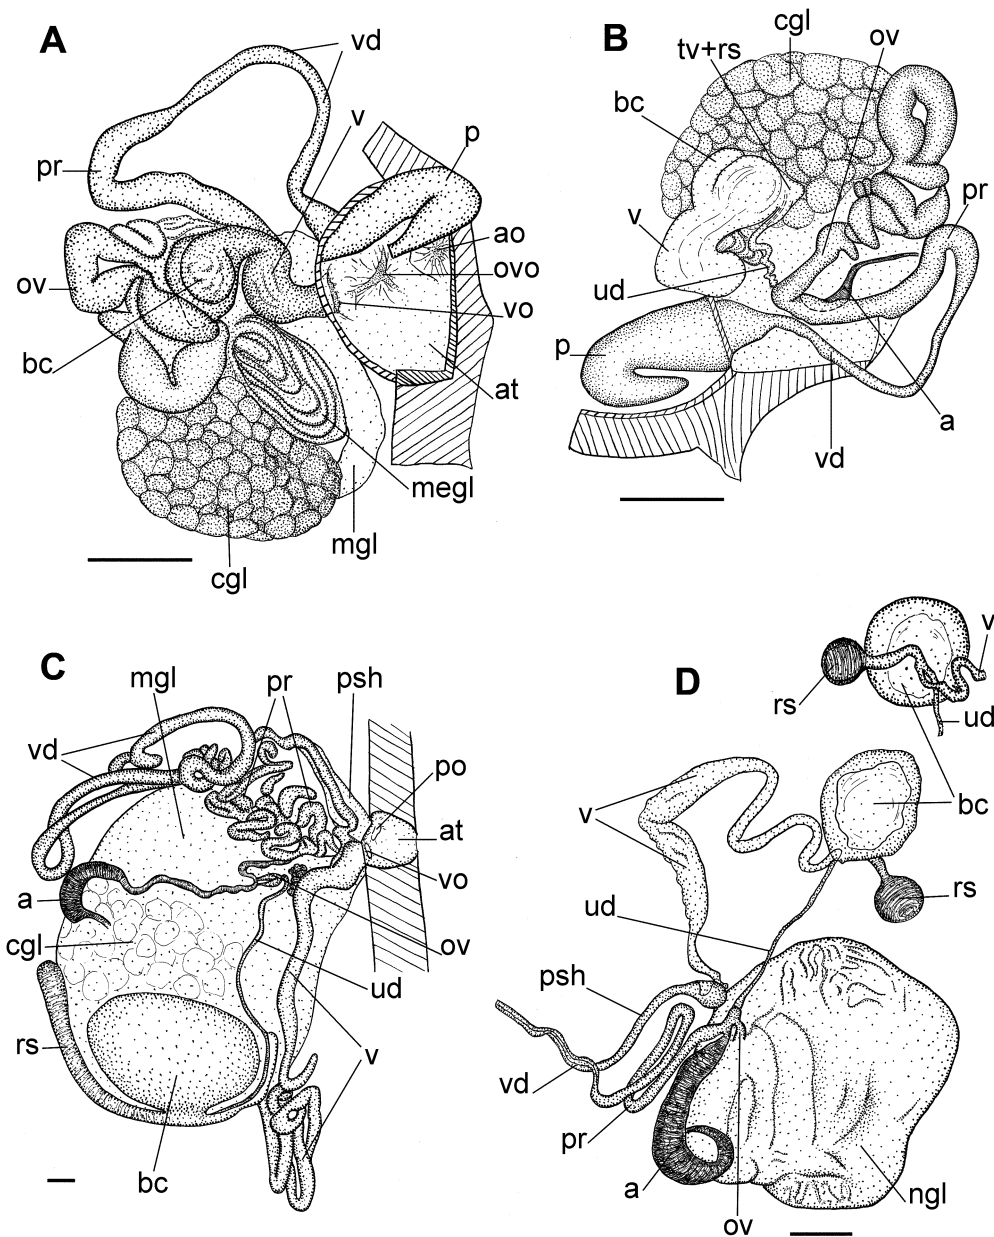 A
vd
v
p
pr
ao
ovo
vo
ov
bc
at
megl
mgl
cgl
B
cgl
ov
tv+rs
bc
pr
v
ud
p
a
vd
C
mgl
pr
psh
vd
po
at
vo
a
cgl
ov
ud
rs
v
bc
D
v
rs
ud
bc
v
rs
ud
psh
vd
pr
a
ngl
ov